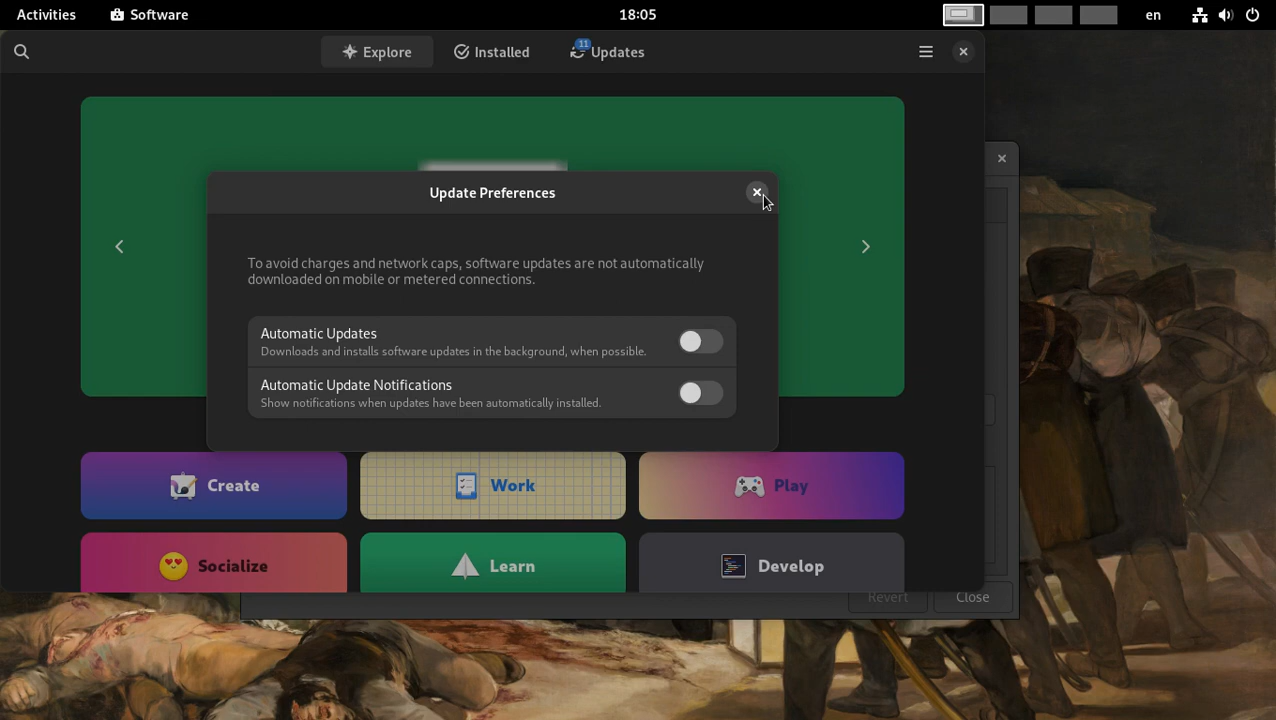 Activities
Software
18:05
en
Explore
Installed
11
Updates
Update Preferences
To avoid charges and network caps, software updates are not automatically
downloaded on mobile or metered connections.
Automatic Updates
Downloads and installs software updates in the background, when possible.
Automatic Update Notifications
Show notifications when updates have been automatically installed.
Create
Work
Play
Socialize
Learn
Develop
Revert
Close